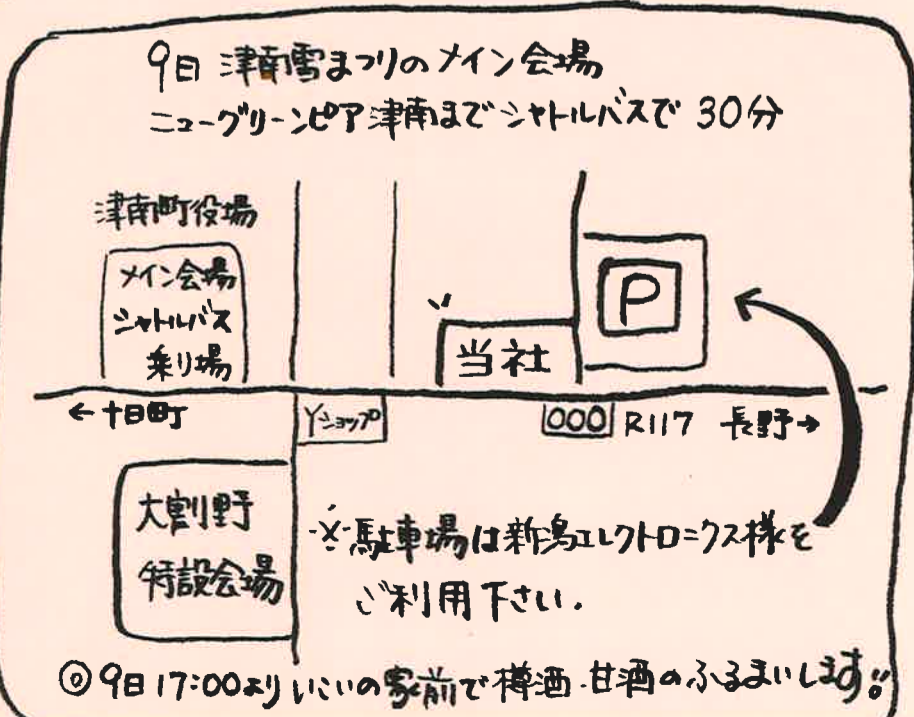 9日 津南雪まつりのメイン会場
ニューグリーンピア津南までシャトルバスで 30分
津南町役場
メイン会場
シャトルバス
乗り場
P
当社
←十日町
Yショップ
R117 長野→
大割野
特設会場
※駐車場は新潟エレクトロニクス様を
ご利用下さい.
◎9日17:00よりいこいの家前で樽酒.甘酒のふるまいします!!